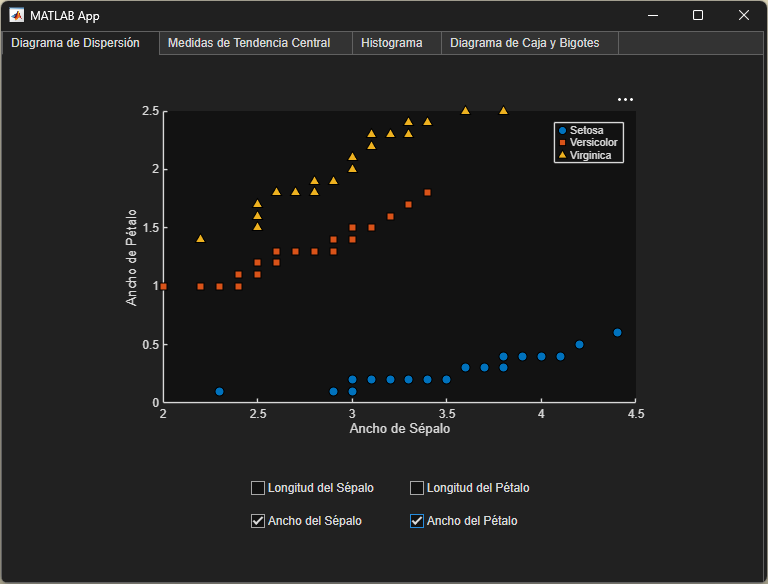 MATLAB App
Diagrama de Dispersión
Medidas de Tendencia Central
Histograma
Diagrama de Caja y Bigotes
2.5
2
1.5
1
0.5
0
Ancho de Pétalo
Setosa
Versicolor
Virginica
2
2.5
3
3.5
4
4.5
Ancho de Sépalo
Longitud del Sépalo
Longitud del Pétalo
Ancho del Sépalo
Ancho del Pétalo